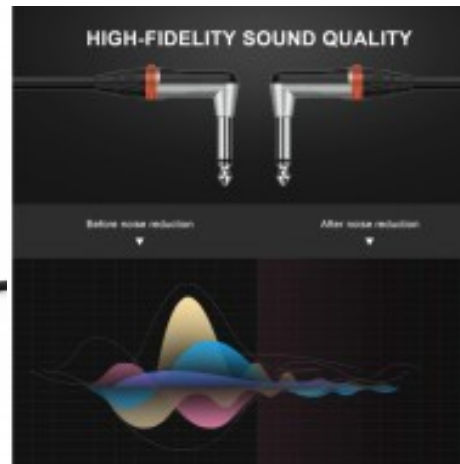 HIGH-FIDELITY SOUND QUALITY
Before noise reduction
After noise reduction